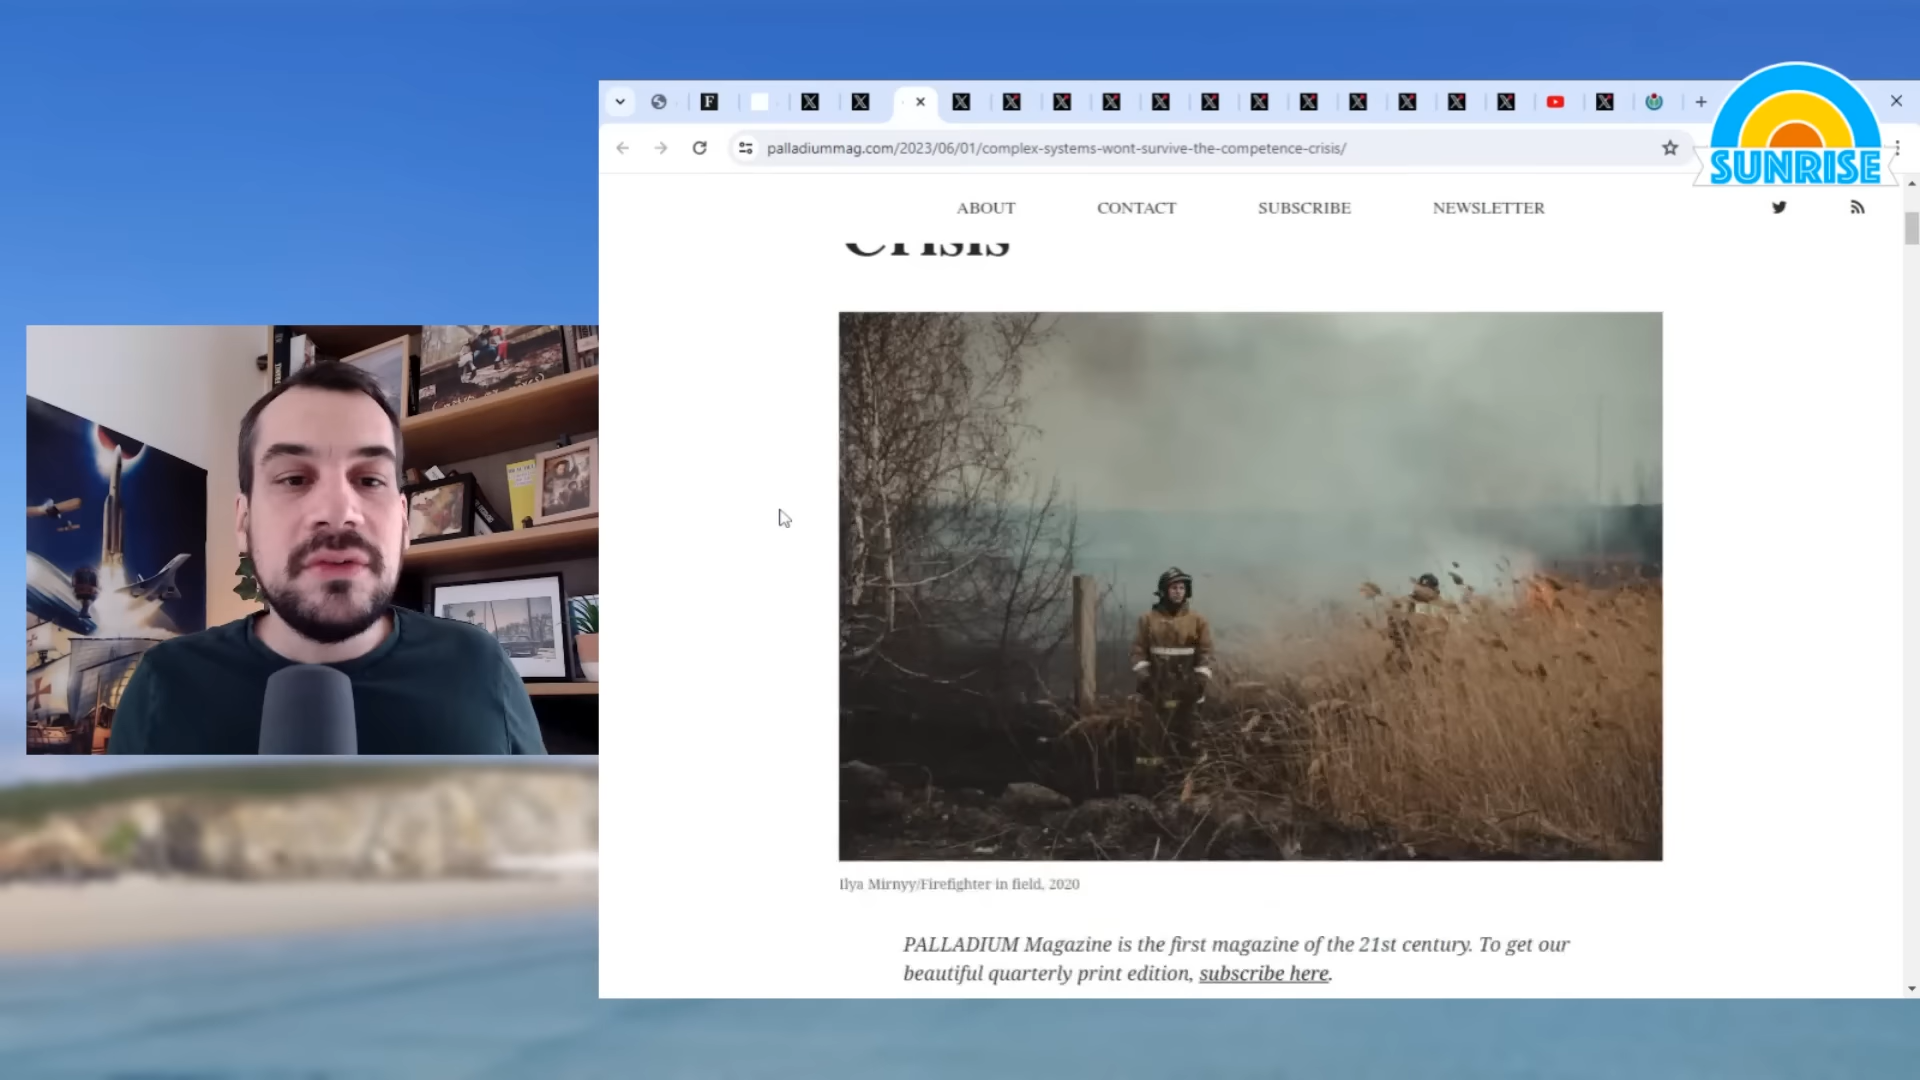 F
palladiummag.com/2023/06/01/complex-systems-wont-survive-the-competence-crisis/
SUNRISE
ABOUT CONTACT SUBSCRIBE NEWSLETTER
Crisis
Ilya Mirnyy/Firefighter in field, 2020
PALLADIUM Magazine is the first magazine of the 21st century. To get our
beautiful quarterly print edition, subscribe here.